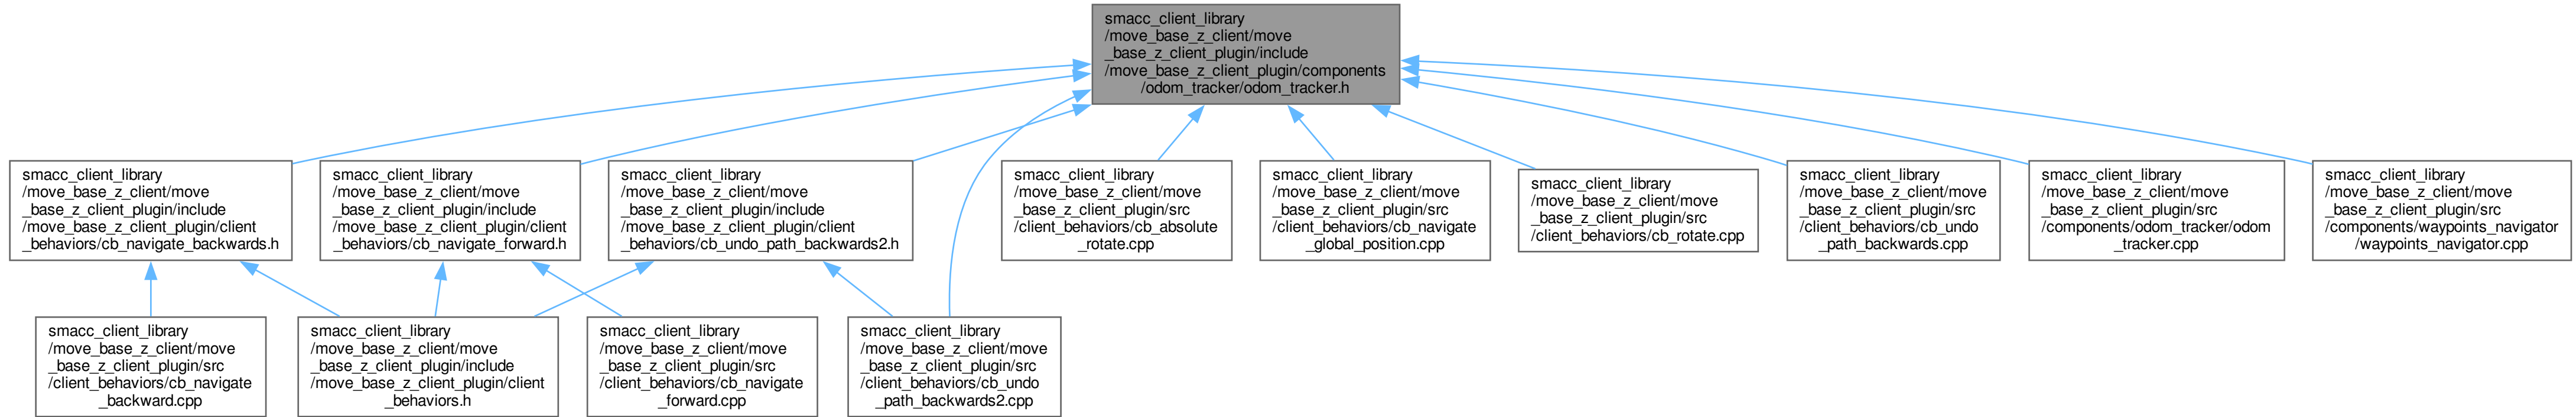 smacc_client_library
/move_base_z_client/move
_base_z_client_plugin/include
/move_base_z_client_plugin/components
/odom_tracker/odom_tracker.h
smacc_client_library
/move_base_z_client/move
_base_z_client_plugin/include
/move_base_z_client_plugin/client
_behaviors/cb_navigate_backwards.h
smacc_client_library
/move_base_z_client/move
_base_z_client_plugin/include
/move_base_z_client_plugin/client
_behaviors/cb_navigate_forward.h
smacc_client_library
/move_base_z_client/move
_base_z_client_plugin/include
/move_base_z_client_plugin/client
_behaviors/cb_undo_path_backwards2.h
smacc_client_library
/move_base_z_client/move
_base_z_client_plugin/src
/client_behaviors/cb_absolute
_rotate.cpp
smacc_client_library
/move_base_z_client/move
_base_z_client_plugin/src
/client_behaviors/cb_navigate
_global_position.cpp
smacc_client_library
/move_base_z_client/move
_base_z_client_plugin/src
/client_behaviors/cb_rotate.cpp
smacc_client_library
/move_base_z_client/move
_base_z_client_plugin/src
/client_behaviors/cb_undo
_path_backwards.cpp
smacc_client_library
/move_base_z_client/move
_base_z_client_plugin/src
/components/odom_tracker/odom
_tracker.cpp
smacc_client_library
/move_base_z_client/move
_base_z_client_plugin/src
/components/waypoints_navigator
/waypoints_navigator.cpp
smacc_client_library
/move_base_z_client/move
_base_z_client_plugin/src
/client_behaviors/cb_navigate
_backward.cpp
smacc_client_library
/move_base_z_client/move
_base_z_client_plugin/include
/move_base_z_client_plugin/client
_behaviors.h
smacc_client_library
/move_base_z_client/move
_base_z_client_plugin/src
/client_behaviors/cb_navigate
_forward.cpp
smacc_client_library
/move_base_z_client/move
_base_z_client_plugin/src
/client_behaviors/cb_undo
_path_backwards2.cpp